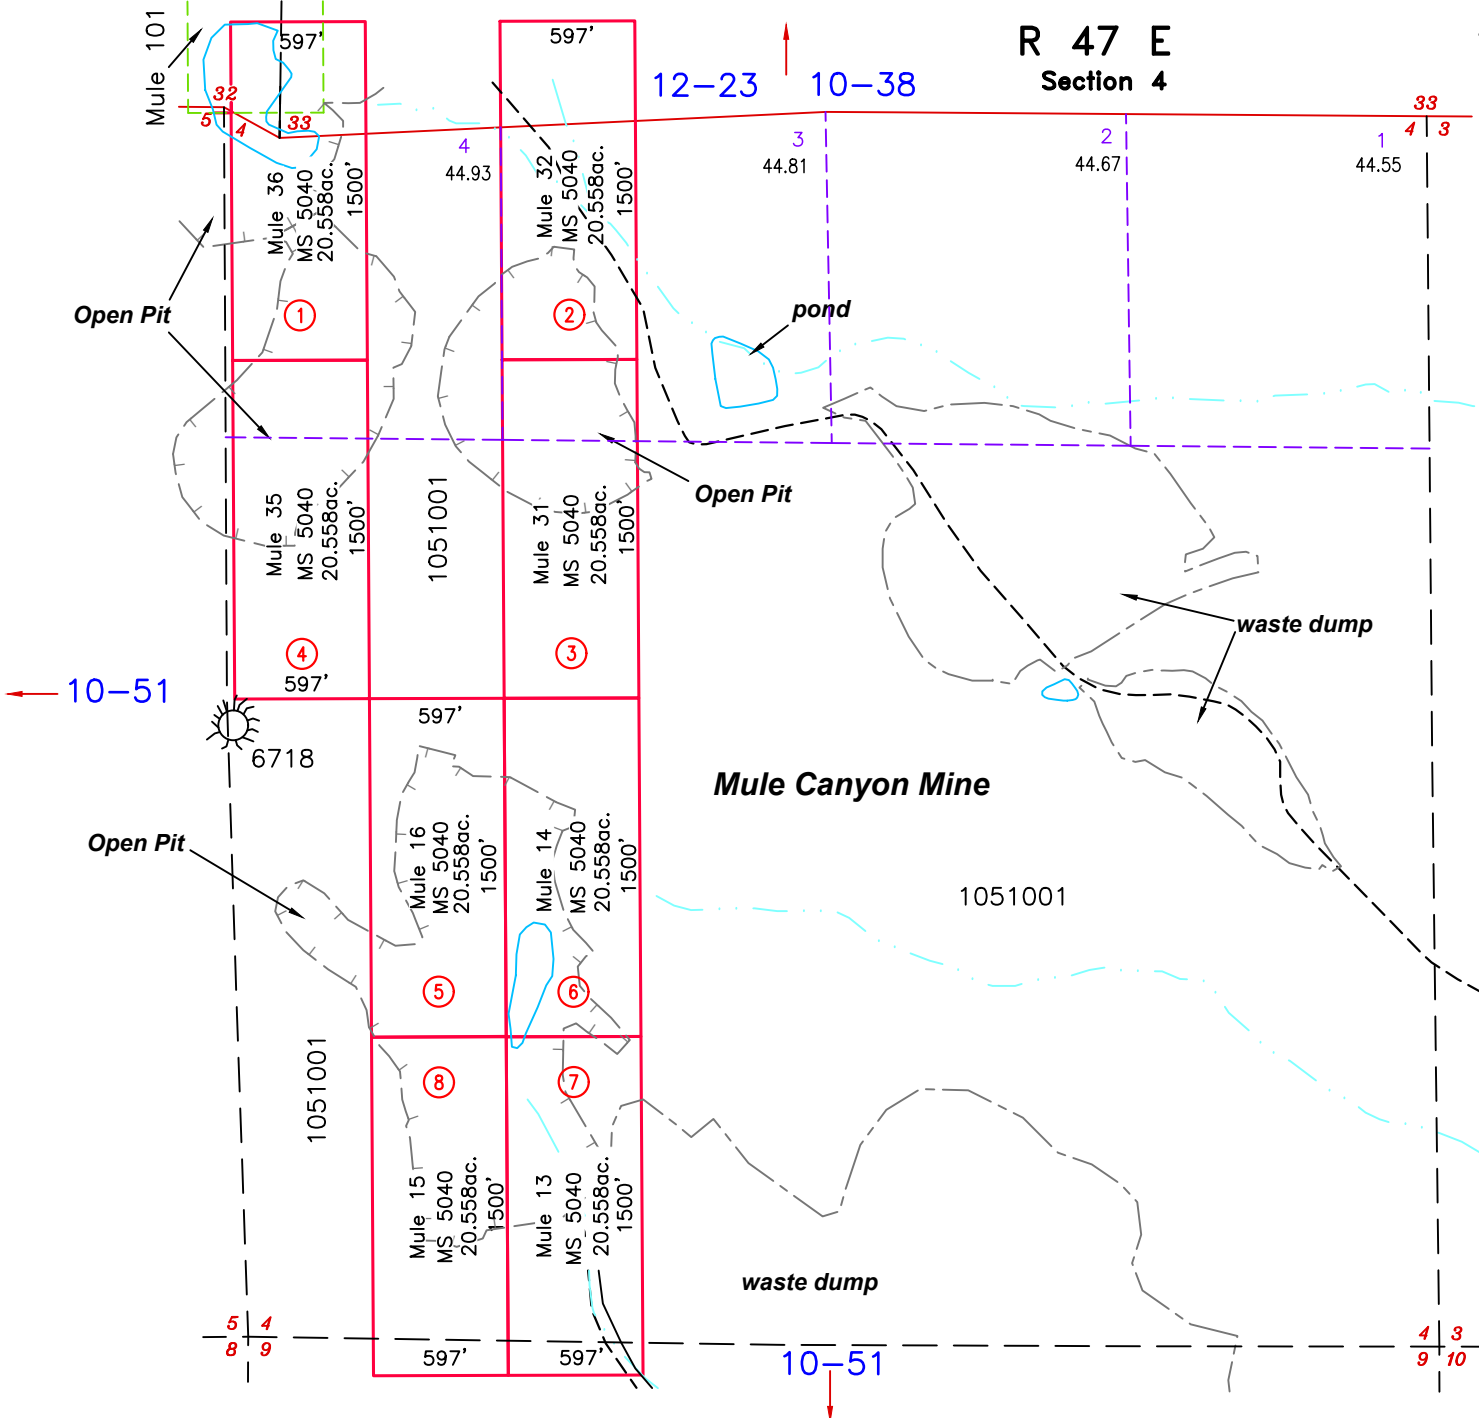 R 47 E
Section 4
12-23
10-38
Mule 101
597'
597'
32
33
5
4
33
4
3
4
44.93
3
44.81
2
44.67
1
44.55
Mule 36
MS 5040
20.558ac.
1500'
Mule 32
MS 5040
20.558ac.
1500'
Open Pit
1
2
pond
Mule 35
MS 5040
20.558ac.
1500'
1051001
Mule 31
MS 5040
20.558ac.
1500'
Open Pit
waste dump
4
597'
3
10-51
597'
6718
Mule Canyon Mine
Open Pit
Mule 16
MS 5040
20.558ac.
1500'
Mule 14
MS 5040
20.558ac.
1500'
1051001
5
6
1051001
8
7
Mule 15
MS 5040
20.558ac.
1500'
Mule 13
MS 5040
20.558ac.
1500'
waste dump
5
4
8
9
597'
597'
10-51
4
3
9
10